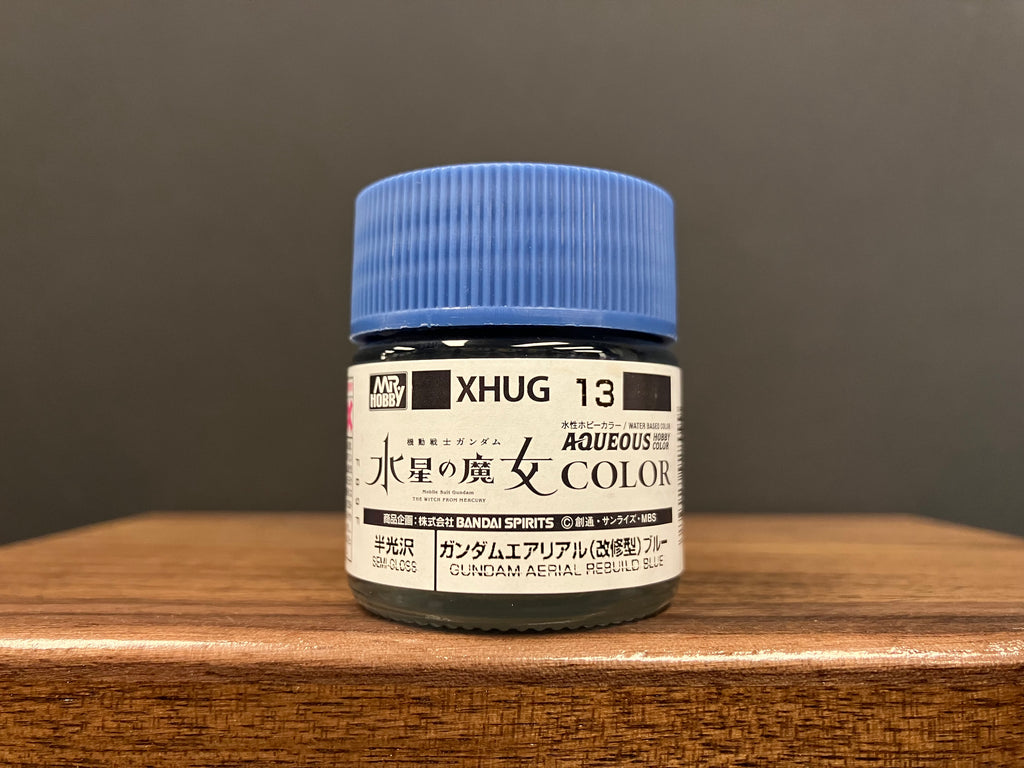 MR HOBBY
XHUG 13
水性ホビーカラー / WATER BASED COLOR
AQUEOUS HOBBY COLOR
機動戦士ガンダム
水星の魔女 COLOR
Mobile Suit Gundam
THE WITCH FROM MERCURY
商品企画:株式会社 BANDAI SPIRITS ©創通・サンライズ・MBS
半光沢
SEMI-GLOSS
ガンダムエアリアル(改修型)ブルー
GUNDAM AERIAL REBUILD BLUE